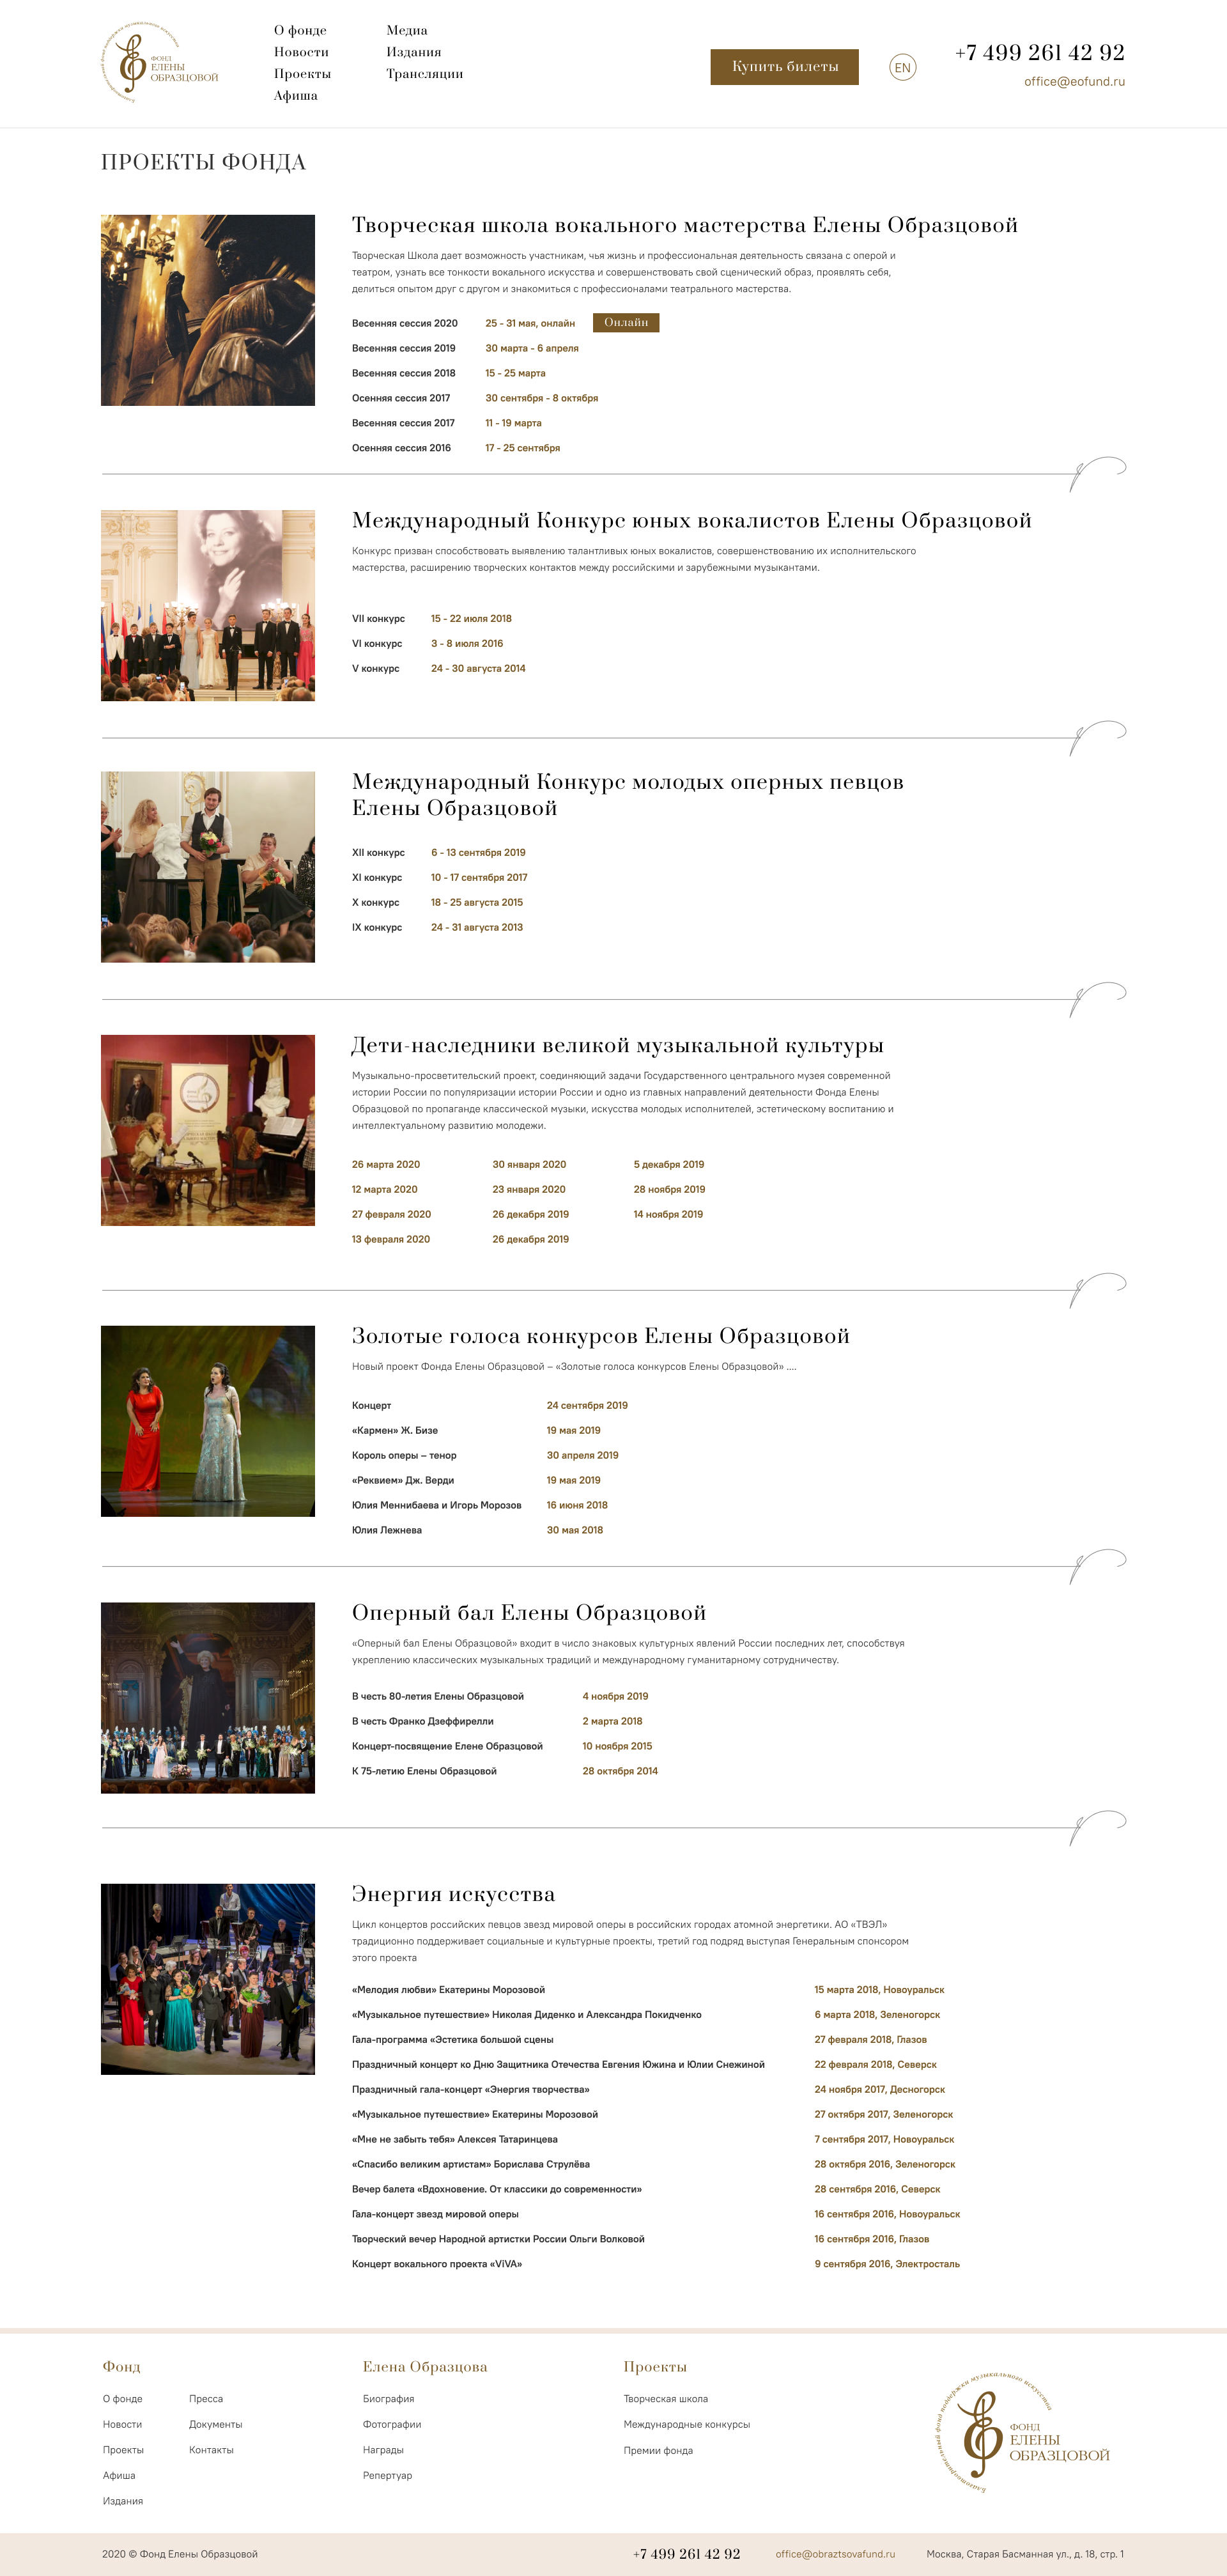 ФОНД
ЕЛЕНЫ
ОБРАЗЦОВОЙ
О фонде
Новости
Проекты
Афиша
Медиа
Издания
Трансляции
Купить билеты
EN
+7 499 261 42 92
office@eofund.ru
ПРОЕКТЫ ФОНДА
Творческая школа вокального мастерства Елены Образцовой
Творческая Школа дает возможность участникам, чья жизнь и профессиональная деятельность связана с оперой и
театром, узнать все тонкости вокального искусства и совершенствовать свой сценический образ, проявлять себя,
делиться опытом друг с другом и знакомиться с профессионалами театрального мастерства.
Весенняя сессия 2020 25 - 31 мая, онлайн Онлайн
Весенняя сессия 2019 30 марта - 6 апреля
Весенняя сессия 2018 15 - 25 марта
Осенняя сессия 2017 30 сентября - 8 октября
Весенняя сессия 2017 11 - 19 марта
Осенняя сессия 2016 17 - 25 сентября
Международный Конкурс юных вокалистов Елены Образцовой
Конкурс призван способствовать выявлению талантливых юных вокалистов, совершенствованию их исполнительского
мастерства, расширению творческих контактов между российскими и зарубежными музыкантами.
VII конкурс 15 - 22 июля 2018
VI конкурс 3 - 8 июля 2016
V конкурс 24 - 30 августа 2014
Международный Конкурс молодых оперных певцов
Елены Образцовой
XII конкурс 6 - 13 сентября 2019
XI конкурс 10 - 17 сентября 2017
X конкурс 18 - 25 августа 2015
IX конкурс 24 - 31 августа 2013
Дети-наследники великой музыкальной культуры
Музыкально-просветительский проект, соединяющий задачи Государственного центрального музея современной
истории России по популяризации истории России и одно из главных направлений деятельности Фонда Елены
Образцовой по пропаганде классической музыки, искусства молодых исполнителей, эстетическому воспитанию и
интеллектуальному развитию молодежи.
26 марта 2020 30 января 2020 5 декабря 2019
12 марта 2020 23 января 2020 28 ноября 2019
27 февраля 2020 26 декабря 2019 14 ноября 2019
13 февраля 2020 26 декабря 2019
Золотые голоса конкурсов Елены Образцовой
Новый проект Фонда Елены Образцовой – «Золотые голоса конкурсов Елены Образцовой» ....
Концерт 24 сентября 2019
«Кармен» Ж. Бизе 19 мая 2019
Король оперы – тенор 30 апреля 2019
«Реквием» Дж. Верди 19 мая 2019
Юлия Меннибаева и Игорь Морозов 16 июня 2018
Юлия Лежнева 30 мая 2018
Оперный бал Елены Образцовой
«Оперный бал Елены Образцовой» входит в число знаковых культурных явлений России последних лет, способствуя
укреплению классических музыкальных традиций и международному гуманитарному сотрудничеству.
В честь 80-летия Елены Образцовой 4 ноября 2019
В честь Франко Дзеффирелли 2 марта 2018
Концерт-посвящение Елене Образцовой 10 ноября 2015
К 75-летию Елены Образцовой 28 октября 2014
Энергия искусства
Цикл концертов российских певцов звезд мировой оперы в российских городах атомной энергетики. АО «ТВЭЛ»
традиционно поддерживает социальные и культурные проекты, третий год подряд выступая Генеральным спонсором
этого проекта
«Мелодия любви» Екатерины Морозовой 15 марта 2018, Новоуральск
«Музыкальное путешествие» Николая Диденко и Александра Покидченко 6 марта 2018, Зеленогорск
Гала-программа «Эстетика большой сцены 27 февраля 2018, Глазов
Праздничный концерт ко Дню Защитника Отечества Евгения Южина и Юлии Снежиной 22 февраля 2018, Северск
Праздничный гала-концерт «Энергия творчества» 24 ноября 2017, Десногорск
«Музыкальное путешествие» Екатерины Морозовой 27 октября 2017, Зеленогорск
«Мне не забыть тебя» Алексея Татаринцева 7 сентября 2017, Новоуральск
«Спасибо великим артистам» Борислава Струлёва 28 октября 2016, Зеленогорск
Вечер балета «Вдохновение. От классики до современности» 28 сентября 2016, Северск
Гала-концерт звезд мировой оперы 16 сентября 2016, Новоуральск
Творческий вечер Народной артистки России Ольги Волковой 16 сентября 2016, Глазов
Концерт вокального проекта «ViVA» 9 сентября 2016, Электросталь
Фонд
О фонде
Новости
Проекты
Афиша
Издания
Пресса
Документы
Контакты
Елена Образцова
Биография
Фотографии
Награды
Репертуар
Проекты
Творческая школа
Международные конкурсы
Премии фонда
Благотворительный фонд поддержки музыкального искусства
ФОНД
ЕЛЕНЫ
ОБРАЗЦОВОЙ
2020 © Фонд Елены Образцовой
+7 499 261 42 92
office@obraztsovafund.ru
Москва, Старая Басманная ул., д. 18, стр. 1